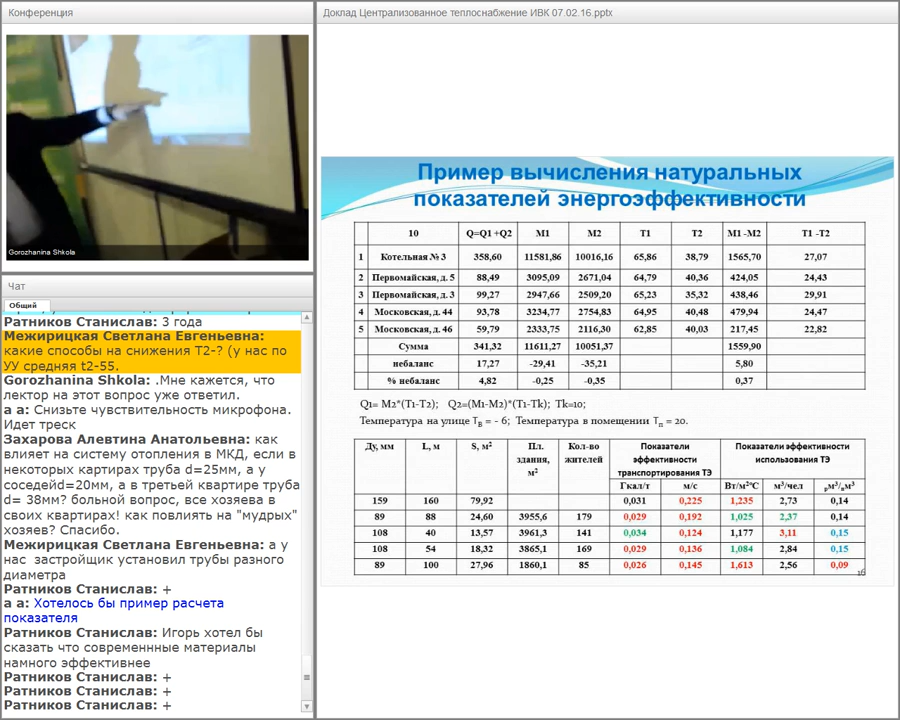 Конференция
Gorozhanina Shkola
Чат
Общий
Ратников Станислав: 3 года
Межирицкая Светлана Евгеньевна:
какие способы на снижения Т2-? (у нас по
УУ средняя t2-55.
Gorozhanina Shkola: .Мне кажется, что
лектор на этот вопрос уже ответил.
а а: Снизьте чувствительность микрофона.
Идет треск
Захарова Алевтина Анатольевна: как
влияет на систему отопления в МКД, если в
некоторых картирах труба d=25мм, а у
соседейd=20мм, а в третьей квартире труба
d= 38мм? больной вопрос, все хозяева в
своих квартирах! как повлиять на "мудрых"
хозяев? Спасибо.
Межирицкая Светлана Евгеньевна: а у
нас застройщик установил трубы разного
диаметра
Ратников Станислав: +
а а: Хотелось бы пример расчета
показателя
Ратников Станислав: Игорь хотел бы
сказать что современные материалы
намного эффективнее
Ратников Станислав: +
Ратников Станислав: +
Ратников Станислав: +
Доклад Централизованное теплоснабжение ИВК 07.02.16.pptx
Пример вычисления натуральных
показателей энергоэффективности
10 Q=Q1 +Q2 M1 M2 T1 T2 M1 -M2 T1 -T2
1 Котельная № 3 358,60 11581,86 10016,16 65,86 38,79 1565,70 27,07
2 Первомайская, д. 5 88,49 3095,09 2671,04 64,79 40,36 424,05 24,43
3 Первомайская, д. 3 99,27 2947,66 2509,20 65,23 35,32 438,46 29,91
4 Московская, д. 44 93,78 3234,77 2754,83 64,95 40,48 479,94 24,47
5 Московская, д. 46 59,79 2333,75 2116,30 62,85 40,03 217,45 22,82
Сумма 341,32 11611,27 10051,37 1559,90
небаланс 17,27 -29,41 -35,21 5,80
% небаланс 4,82 -0,25 -0,35 0,37
Q1= M2*(T1-T2); Q2=(M1-M2)*(T1-Tk); Tk=10;
Температура на улице Тв = - 6; Температура в помещении Тп = 20.
Ду, мм L, м S, м² Пл. здания, м² Кол-во жителей Показатели эффективности транспортирования ТЭ Показатели эффективности использования ТЭ
Гкал/т м/с Вт/м²°С м³/чел рм³/нм³
159 160 79,92 0,031 0,225 1,235 2,73 0,14
89 88 24,60 3955,6 179 0,029 0,192 1,025 2,37 0,14
108 40 13,57 3961,3 141 0,034 0,124 1,177 3,11 0,15
108 54 18,32 3865,1 169 0,029 0,136 1,084 2,84 0,15
89 100 27,96 1860,1 85 0,026 0,145 1,613 2,56 0,09
16